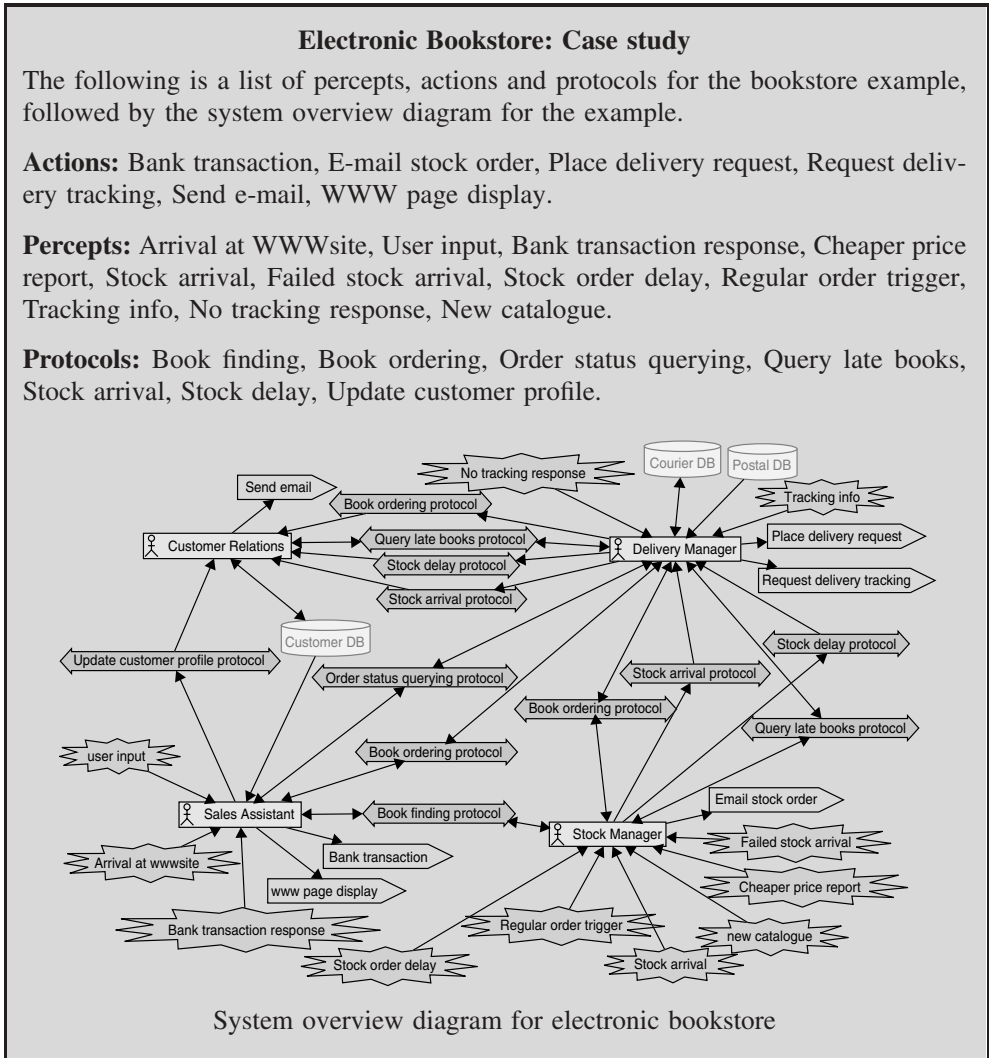 Electronic Bookstore: Case study
The following is a list of percepts, actions and protocols for the bookstore example,
followed by the system overview diagram for the example.
Actions: Bank transaction, E-mail stock order, Place delivery request, Request deliv-
ery tracking, Send e-mail, WWW page display.
Percepts: Arrival at WWWsite, User input, Bank transaction response, Cheaper price
report, Stock arrival, Failed stock arrival, Stock order delay, Regular order trigger,
Tracking info, No tracking response, New catalogue.
Protocols: Book finding, Book ordering, Order status querying, Query late books,
Stock arrival, Stock delay, Update customer profile.
Courier DB
Postal DB
No tracking response
Send email
Tracking info
Book ordering protocol
Place delivery request
Query late books protocol
Customer Relations
Delivery Manager
Stock delay protocol
Request delivery tracking
Stock arrival protocol
Customer DB
Stock delay protocol
Update customer profile protocol
Order status querying protocol
Stock arrival protocol
Book ordering protocol
Query late books protocol
user input
Book ordering protocol
Email stock order
Sales Assistant
Book finding protocol
Stock Manager
Failed stock arrival
Arrival at wwwsite
Bank transaction
Cheaper price report
www page display
Regular order trigger
Bank transaction response
new catalogue
Stock order delay
Stock arrival
System overview diagram for electronic bookstore